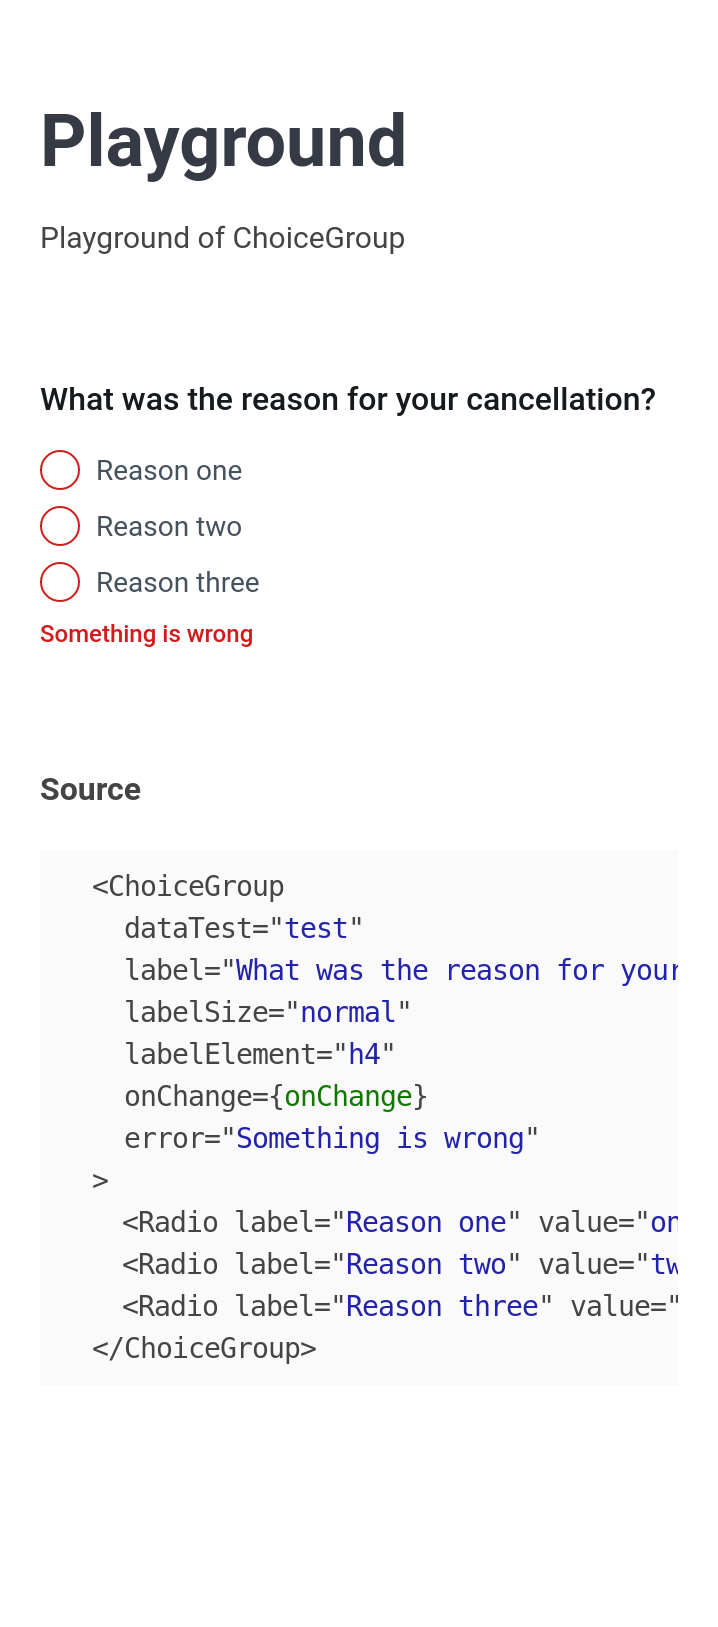 Playground
Playground of ChoiceGroup
What was the reason for your cancellation?
Reason one
Reason two
Reason three
Something is wrong
Source
<ChoiceGroup
dataTest="test"
label="What was the reason for your
labelSize="normal"
labelElement="h4"
onChange={onChange}
error="Something is wrong"
>
<Radio label="Reason one" value="on
<Radio label="Reason two" value="tw
<Radio label="Reason three" value="
</ChoiceGroup>